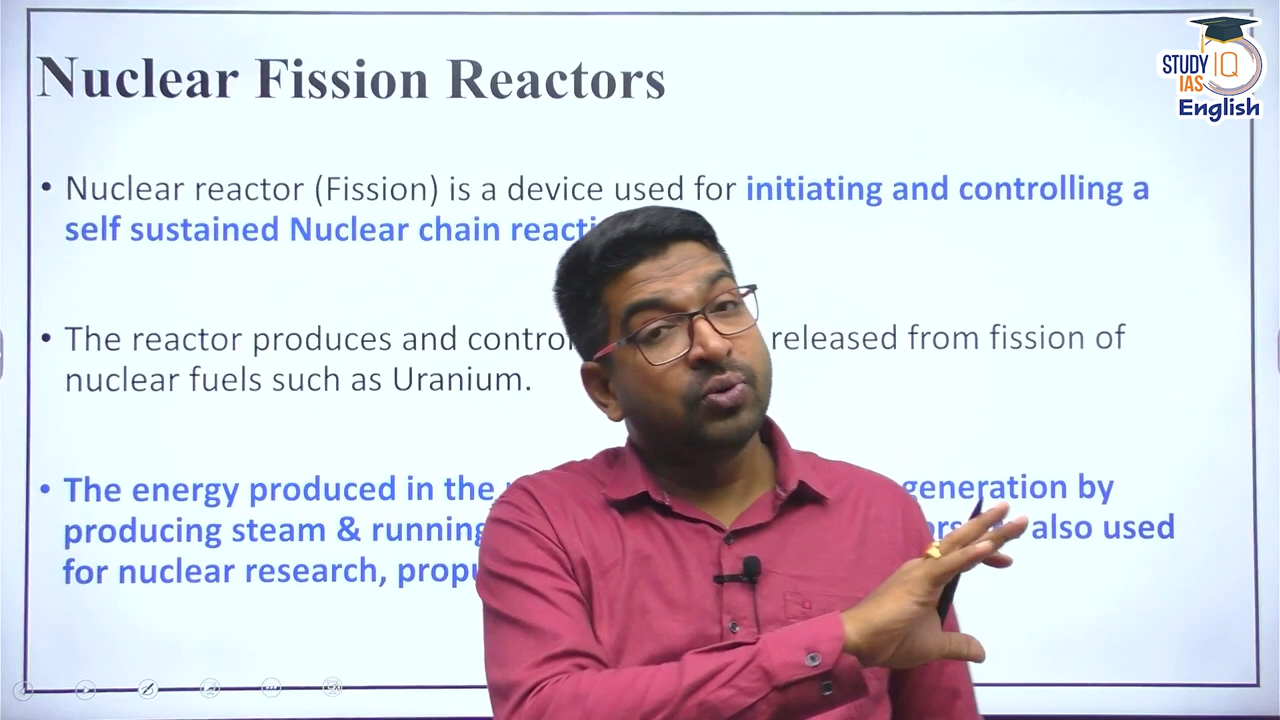 Nuclear Fission Reactors
STUDY IQ
IAS
English
• Nuclear reactor (Fission) is a device used for initiating and controlling a
self sustained Nuclear chain
• The reactor produces and released from fission of
nuclear fuels such as Uranium.
• The energy produced in the generation by
producing steam & running also used
for nuclear research,